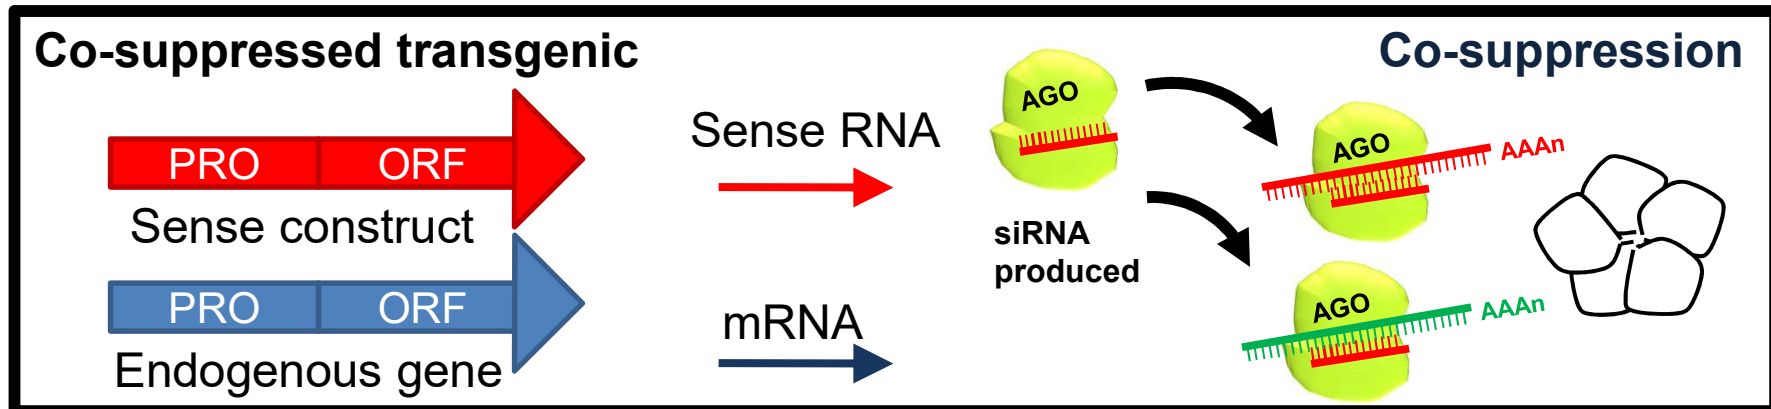 Co-suppressed transgenic
Co-suppression
PRO ORF
Sense construct
PRO ORF
Endogenous gene
Sense RNA
mRNA
AGO
siRNA
produced
AGO
AAAn
AGO
AAAn